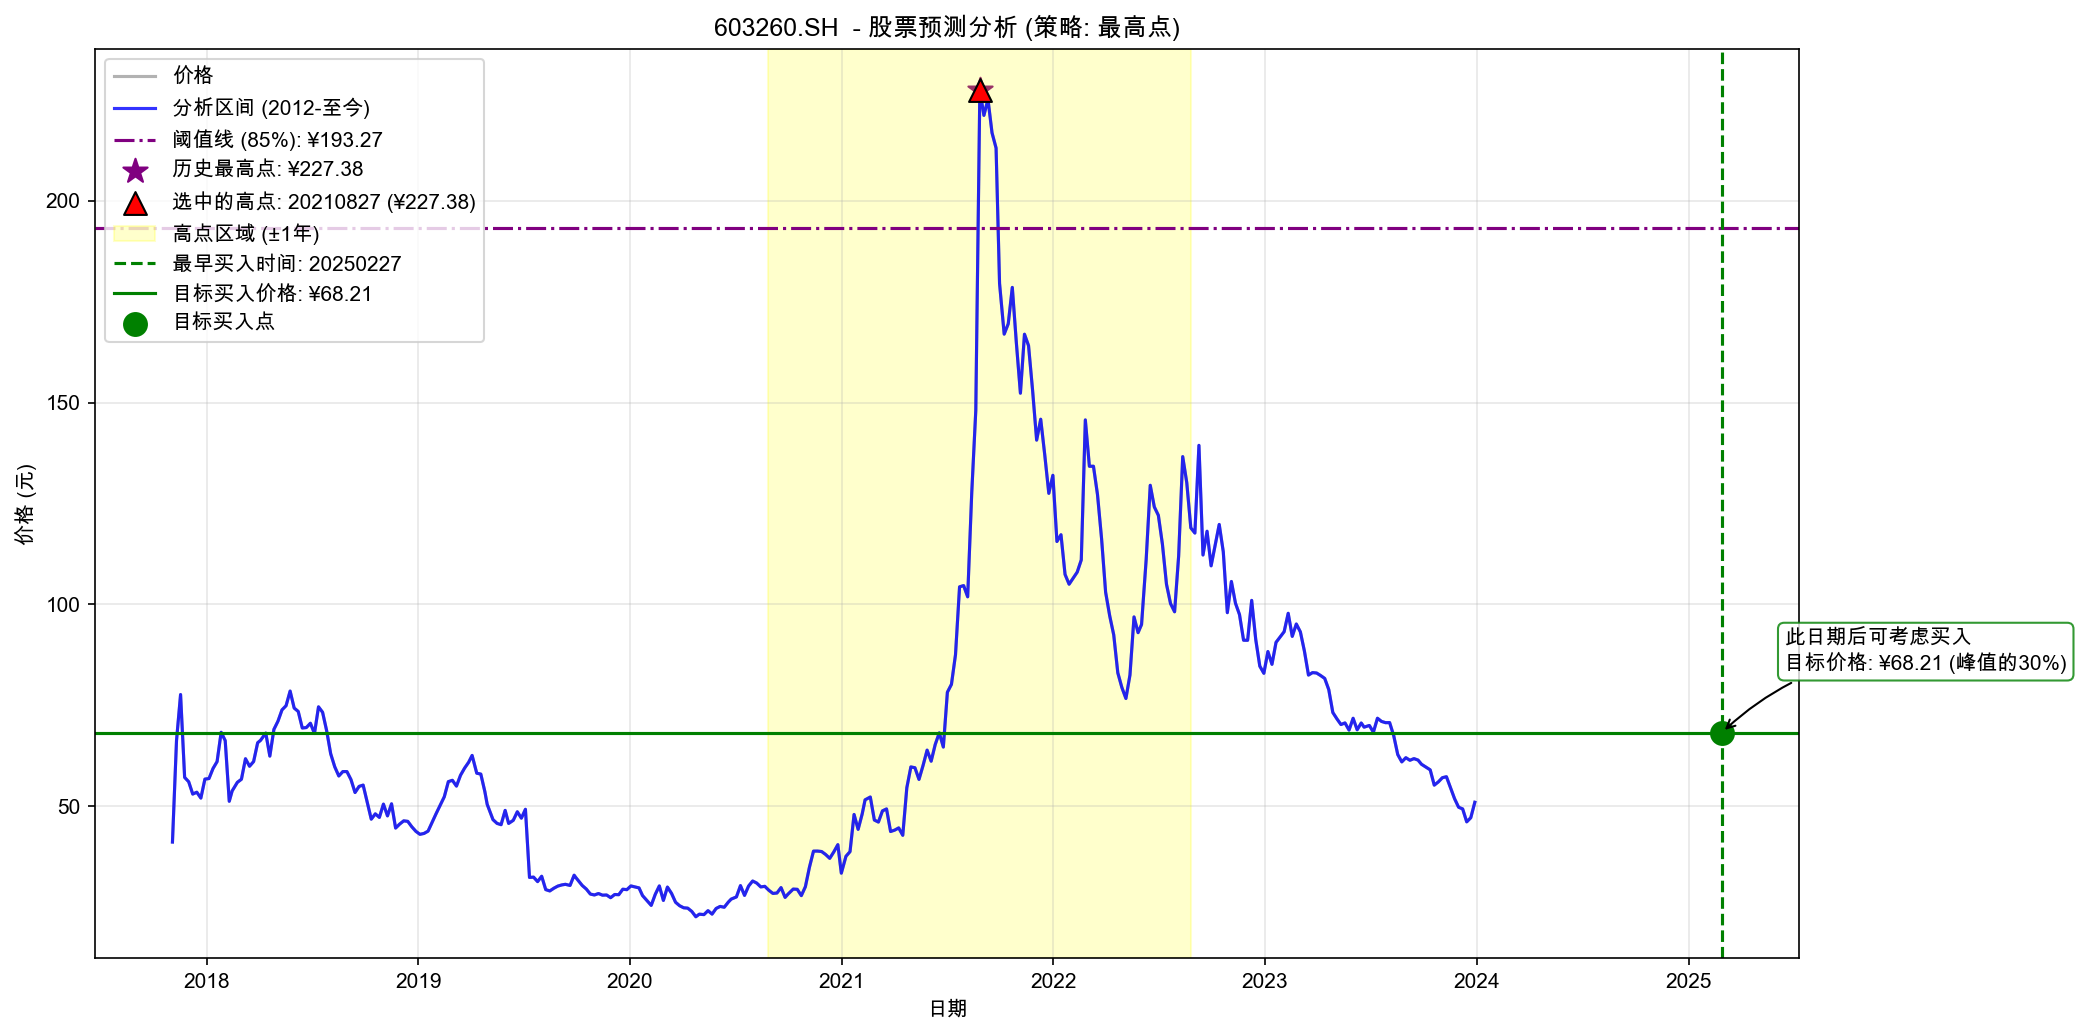 603260.SH  - 股票预测分析 (策略: 最高点)
价格
分析区间 (2012-至今)
阈值线 (85%): ¥193.27
历史最高点: ¥227.38
选中的高点: 20210827 (¥227.38)
高点区域 (±1年)
最早买入时间: 20250227
目标买入价格: ¥68.21
目标买入点
200
150
100
50
价格 (元)
此日期后可考虑买入
目标价格: ¥68.21 (峰值的30%)
2018
2019
2020
2021
2022
2023
2024
2025
日期